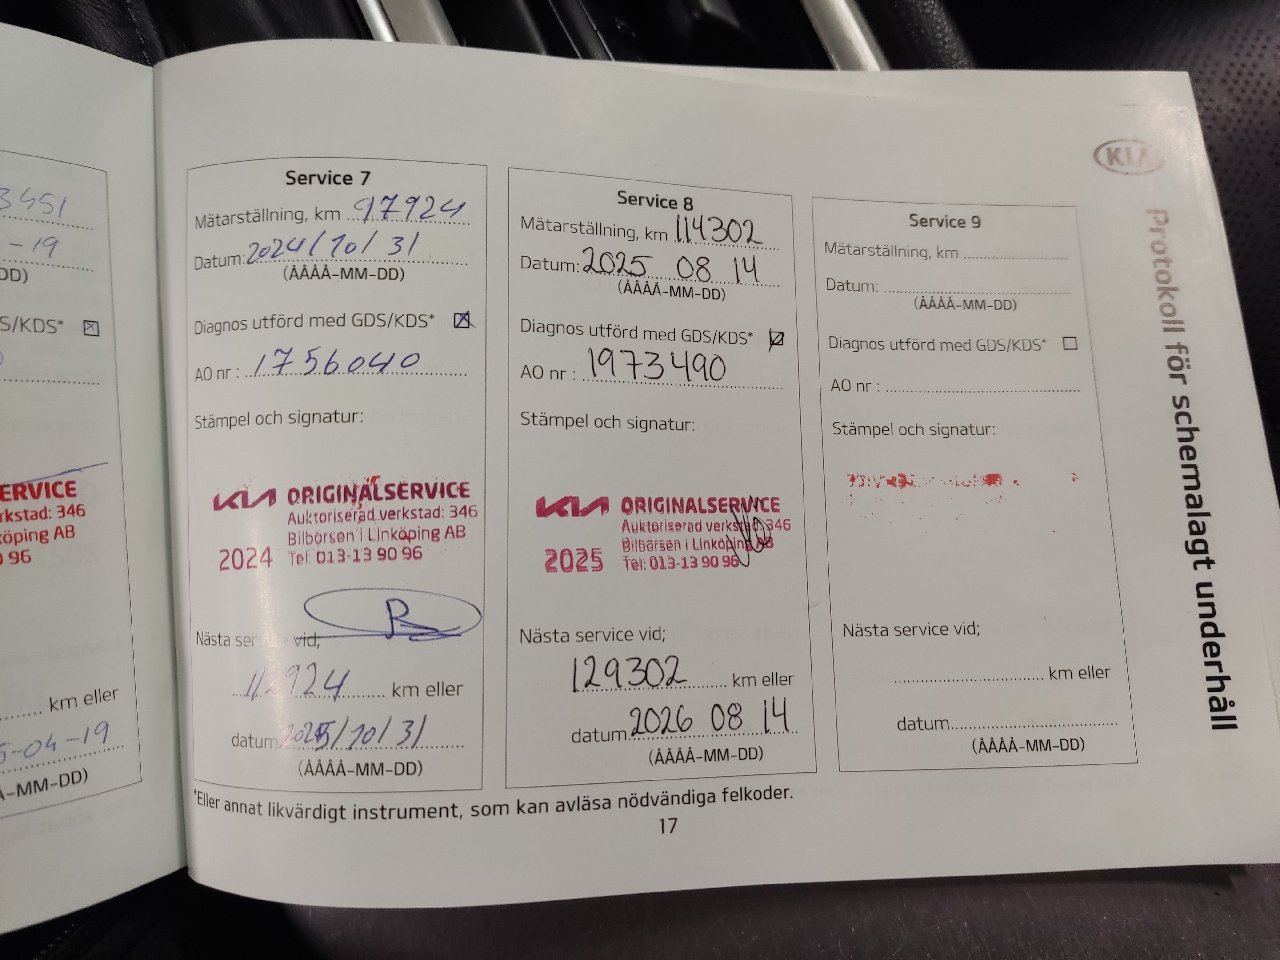 3451
-19
DD)
S/KDS*
ERVICE
rkstad: 346
köping AB
96
km eller
5-04-19
Å-MM-DD)
Service 7
Mätarställning, km 97924
Datum: 2024/10/31
(ÅÅÅÅ-MM-DD)
Diagnos utförd med GDS/KDS*
AO nr : 1756040
Stämpel och signatur:
KIA ORIGINALSERVICE
Auktoriserad verkstad: 346
Bilbörsen i Linköping AB
2024 Tel: 013-13 90 96
Nästa service vid;
112924 km eller
datum 2025/10/31
(ÅÅÅÅ-MM-DD)
Service 8
Mätarställning, km 114302
Datum: 2025 08 14
(ÅÅÅÅ-MM-DD)
Diagnos utförd med GDS/KDS*
AO nr : 1973490
Stämpel och signatur:
KIA ORIGINALSERVICE
Auktoriserad verkstad 346
Bilbörsen i Linköping AB
2025 Tel: 013-13 90 96
Nästa service vid;
129302 km eller
datum 2026 08 14
(ÅÅÅÅ-MM-DD)
Service 9
Mätarställning, km
Datum:
(ÅÅÅÅ-MM-DD)
Diagnos utförd med GDS/KDS*
AO nr :
Stämpel och signatur:
Nästa service vid;
km eller
datum
(ÅÅÅÅ-MM-DD)
*Eller annat likvärdigt instrument, som kan avläsa nödvändiga felkoder.
17
KIA
Protokoll för schemalagt underhåll